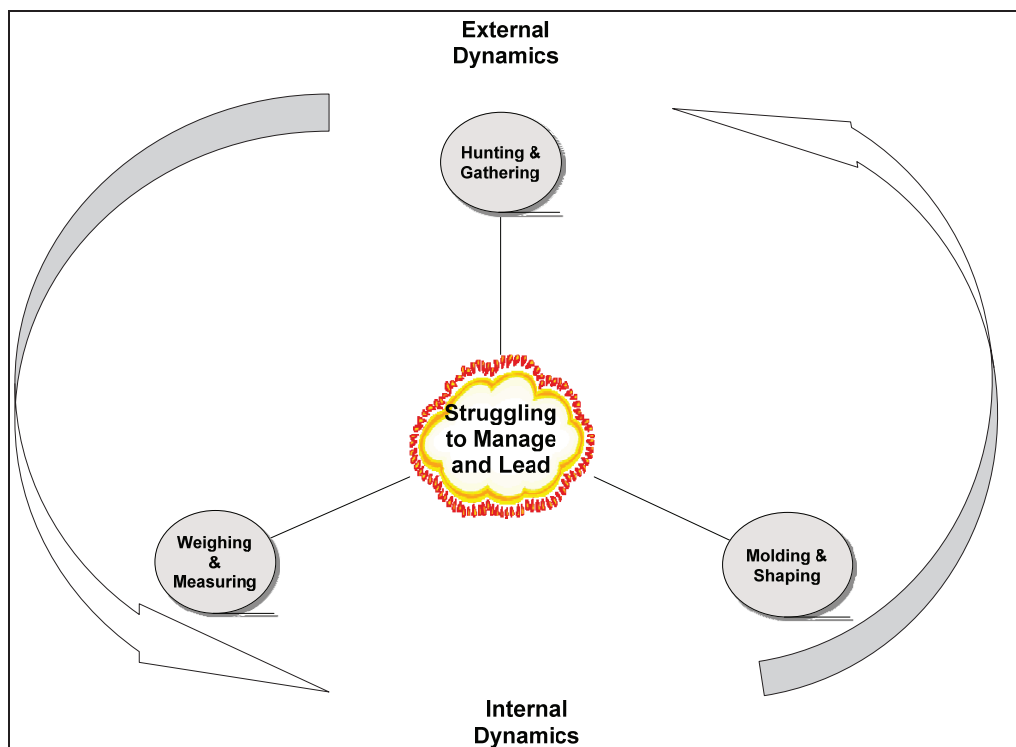 External
Dynamics
Hunting &
Gathering
Struggling
to Manage
and Lead
Weighing
&
Measuring
Molding &
Shaping
Internal
Dynamics